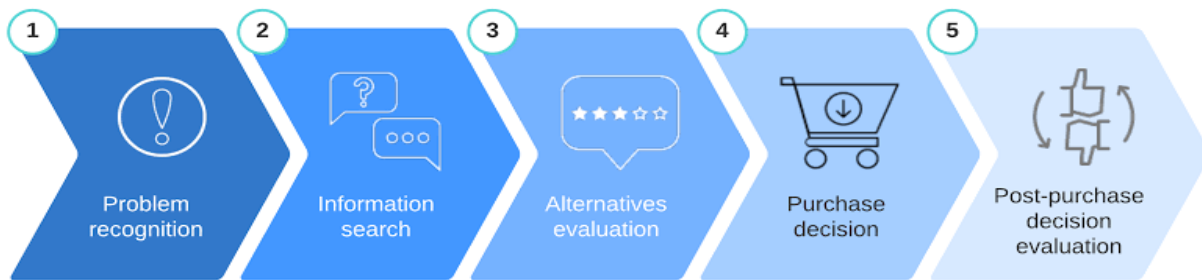 1
Problem
recognition
2
?
Information
search
3
Alternatives
evaluation
4
Purchase
decision
5
Post-purchase
decision
evaluation